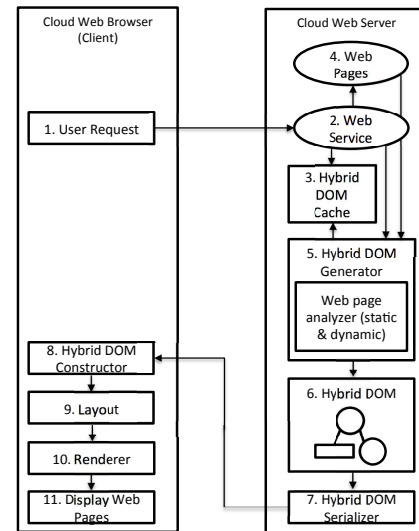 Cloud Web Browser
(Client)
1. User Request
8. Hybrid DOM
Constructor
9. Layout
10. Renderer
11. Display Web
Pages
Cloud Web Server
4. Web
Pages
2. Web
Service
3. Hybrid
DOM
Cache
5. Hybrid DOM
Generator
Web page
analyzer (static
& dynamic)
6. Hybrid DOM
7. Hybrid DOM
Serializer